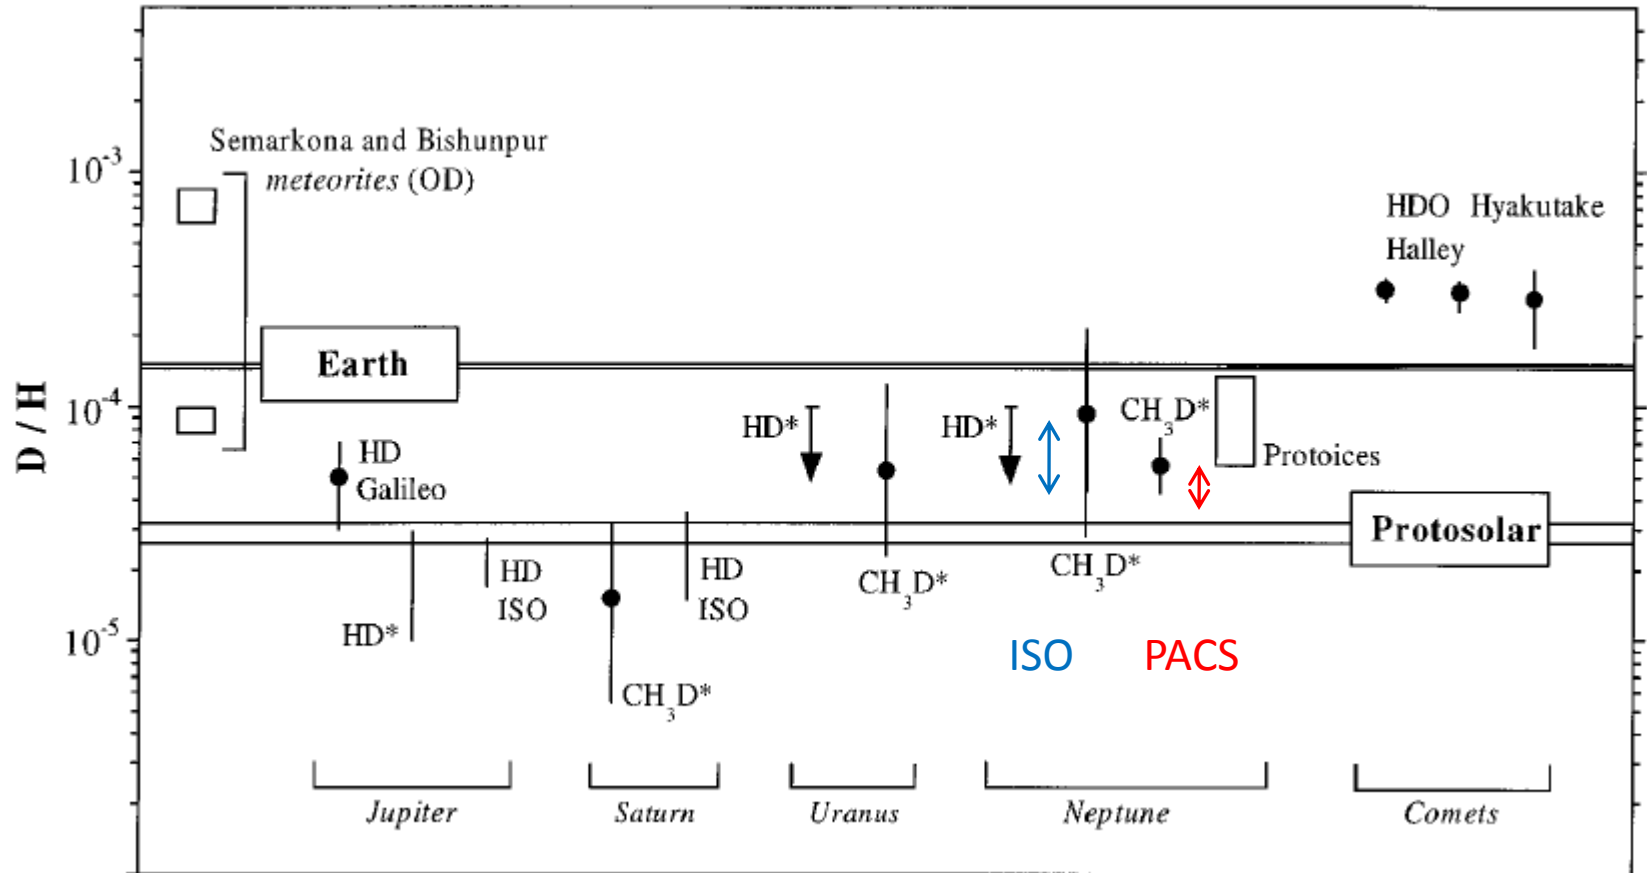 Semarkona and Bishunpur
meteorites (OD)
10-3
HDO Hyakutake
Halley
Earth
10-4
D / H
HD
Galileo
HD*
HD*
CH3D*
Protoices
Protosolar
HD
ISO
HD
ISO
CH3D*
CH3D*
10-5
HD*
ISO
PACS
CH3D*
Jupiter
Saturn
Uranus
Neptune
Comets